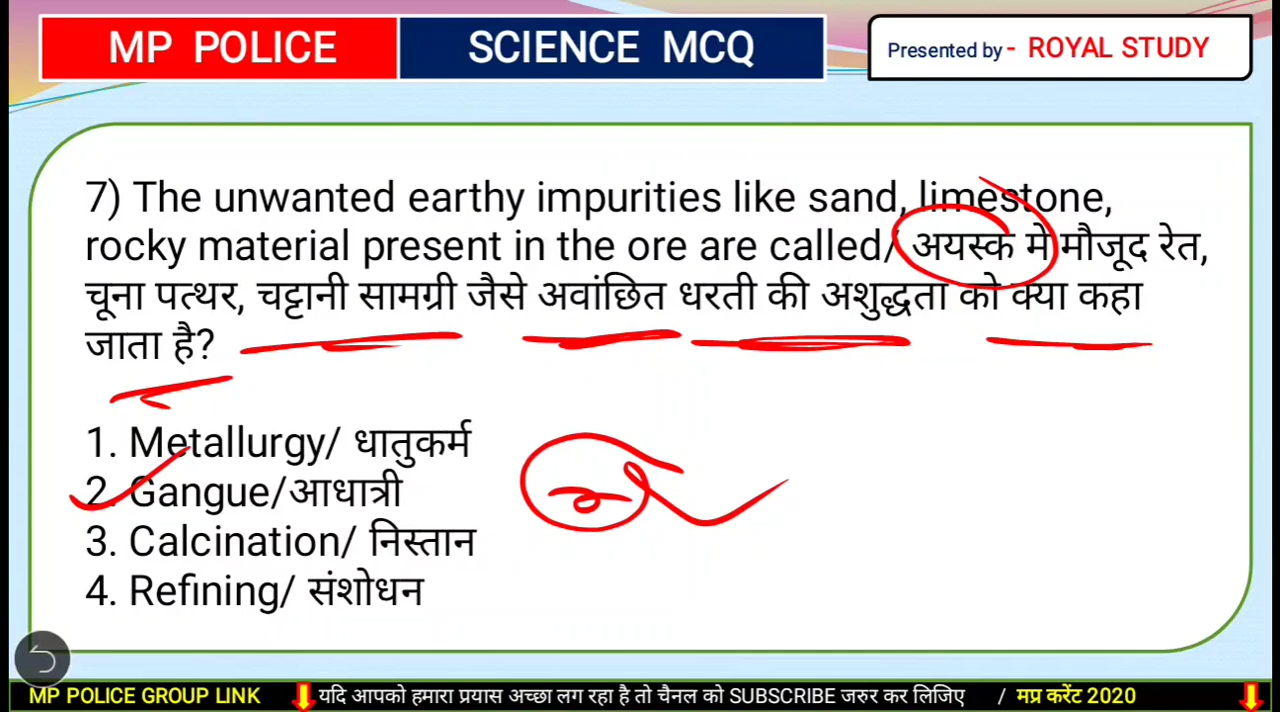 MP POLICE
SCIENCE MCQ
Presented by - ROYAL STUDY
7) The unwanted earthy impurities like sand, limestone,
rocky material present in the ore are called/ अयस्क मे मौजूद रेत,
चूना पत्थर, चट्टानी सामग्री जैसे अवांछित धरती की अशुद्धता को क्या कहा
जाता है?
1. Metallurgy/ धातुकर्म
2. Gangue/आधात्री
3. Calcination/ निस्तान
4. Refining/ संशोधन
MP POLICE GROUP LINK यदि आपको हमारा प्रयास अच्छा लग रहा है तो चैनल को SUBSCRIBE जरुर कर लिजिए / मप्र करेंट 2020